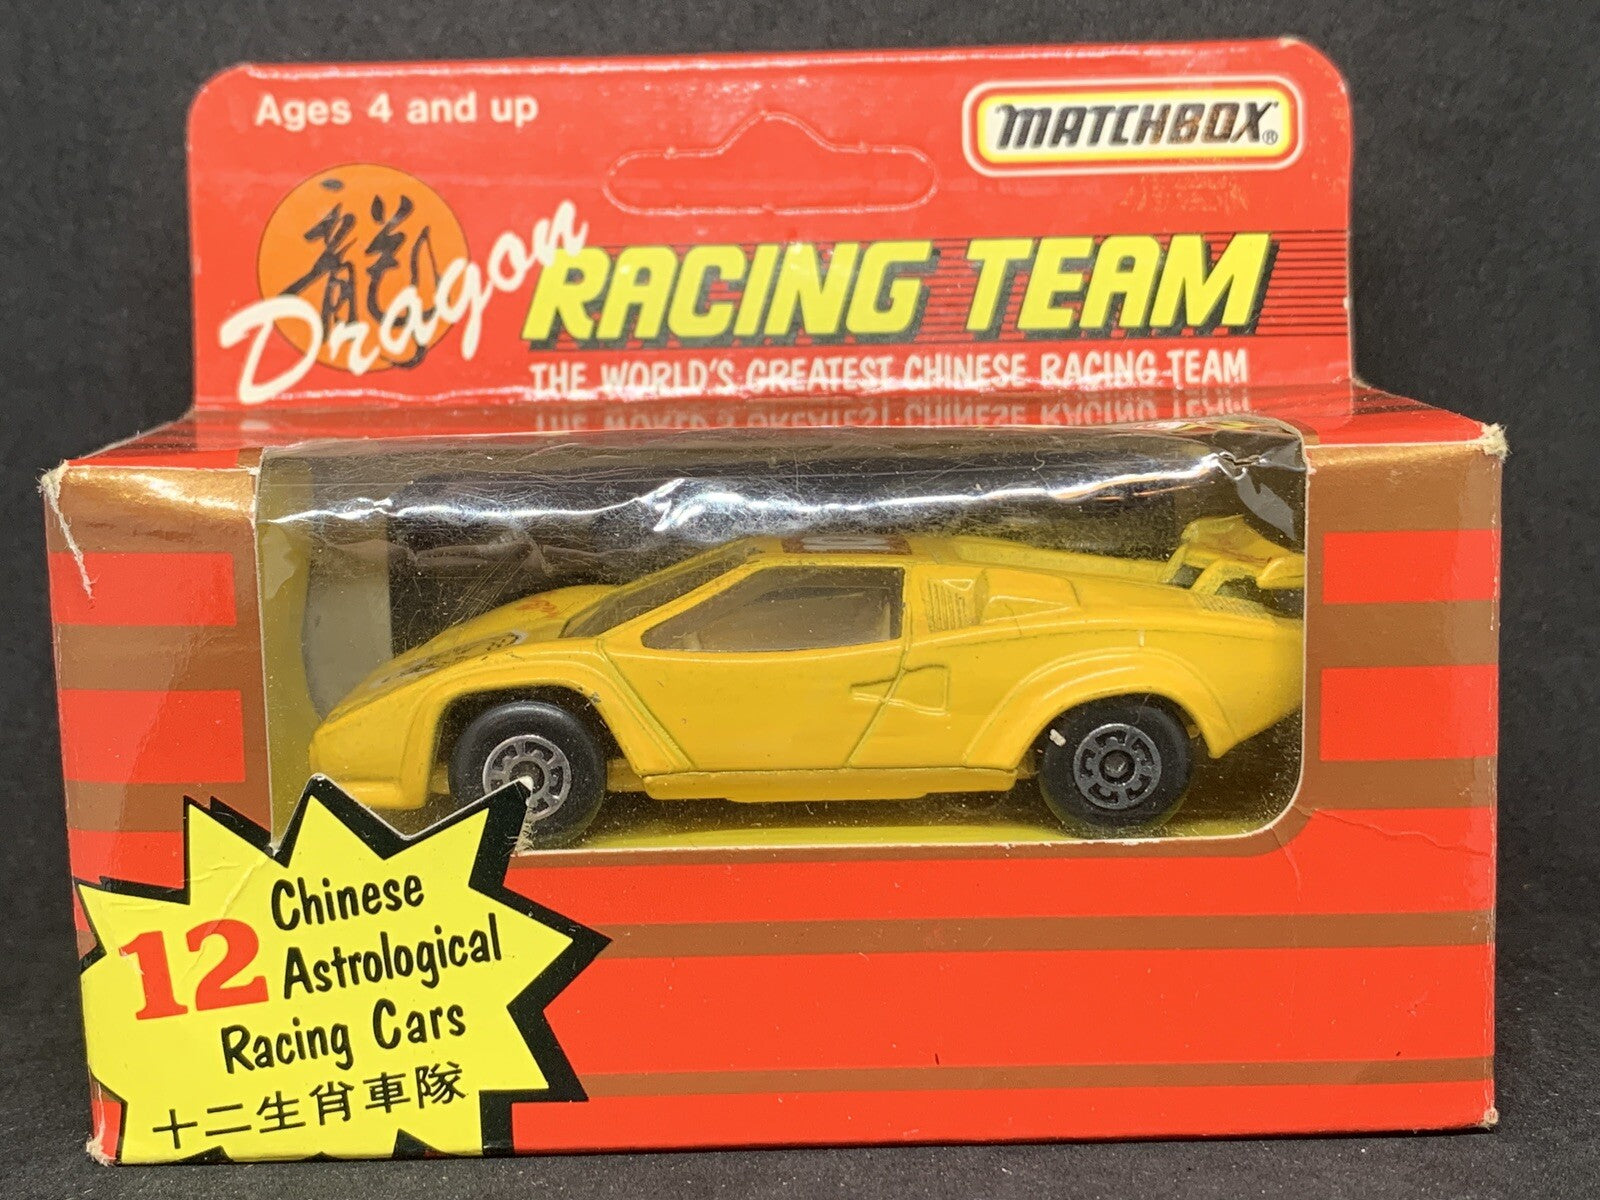 Ages 4 and up
MATCHBOX®
龍
Dragon
RACING TEAM
THE WORLD'S GREATEST CHINESE RACING TEAM
12 Chinese
Astrological
Racing Cars
十二生肖車隊